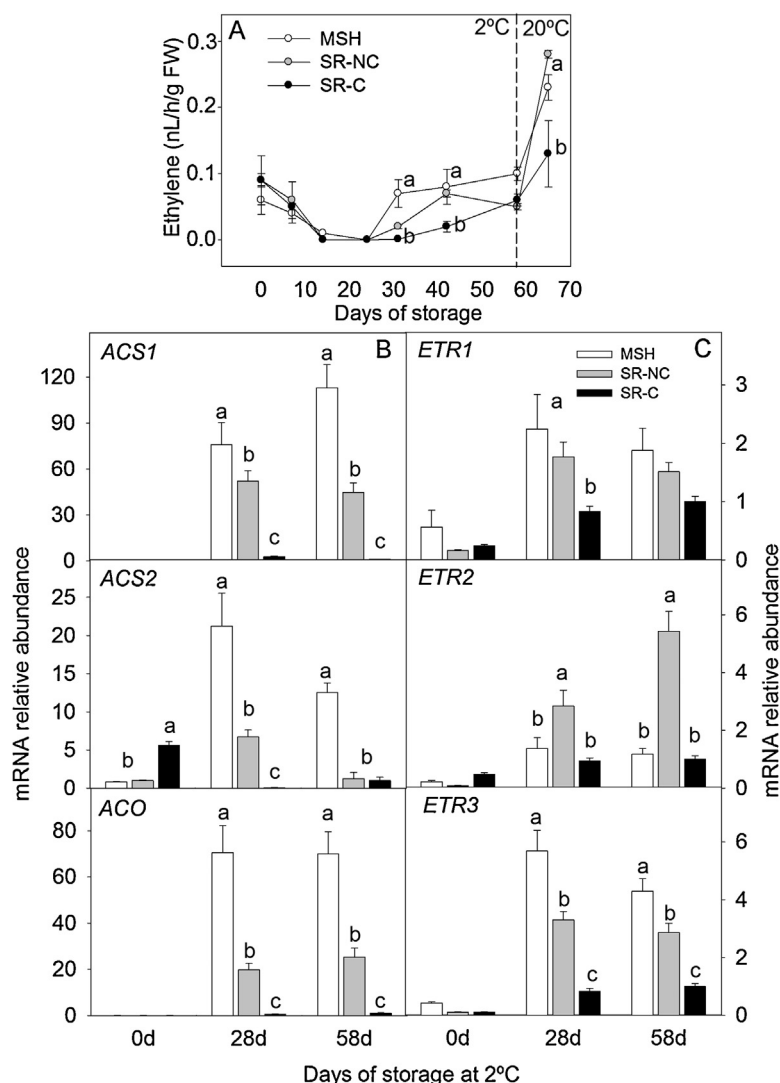 A
2ºC
20ºC
MSH
SR-NC
SR-C
Ethylene (nL/h/g FW)
0.3
0.2
0.1
0.0
a
a
a
b
b
b
0 10 20 30 40 50 60 70
Days of storage
ACS1
B
120
90
60
30
0
a
b
c
a
b
c
ETR1
C
MSH
SR-NC
SR-C
3
2
1
0
a
b
ACS2
25
20
15
10
5
0
b
a
a
b
c
a
b
b
ETR2
6
4
2
0
b
a
b
b
a
b
ACO
80
60
40
20
0
a
b
c
a
b
c
ETR3
6
4
2
0
a
b
c
a
b
c
mRNA relative abundance
mRNA relative abundance
0d 28d 58d 0d 28d 58d
Days of storage at 2ºC